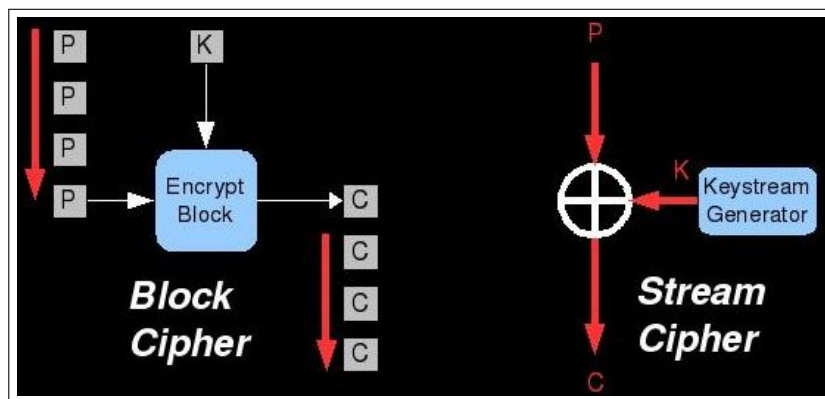 P
P
P
P
K
Encrypt
Block
C
C
C
C
Block
Cipher
P
K
Keystream
Generator
C
Stream
Cipher